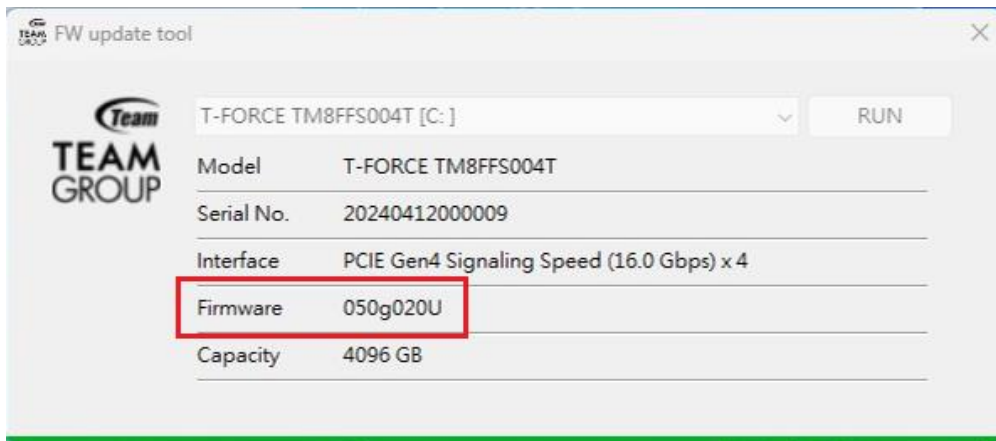 TEAM FW update tool
Team
TEAM
GROUP
T-FORCE TM8FFS004T [C: ]
RUN
Model T-FORCE TM8FFS004T
Serial No. 20240412000009
Interface PCIE Gen4 Signaling Speed (16.0 Gbps) x 4
Firmware 050g020U
Capacity 4096 GB